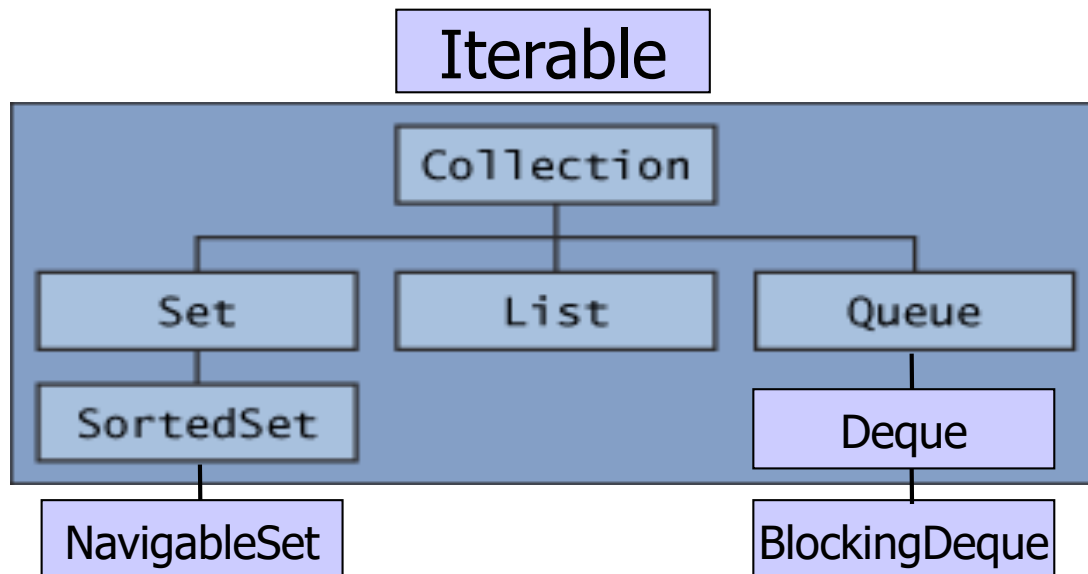 Iterable
Collection
Set
List
Queue
SortedSet
Deque
NavigableSet
BlockingDeque